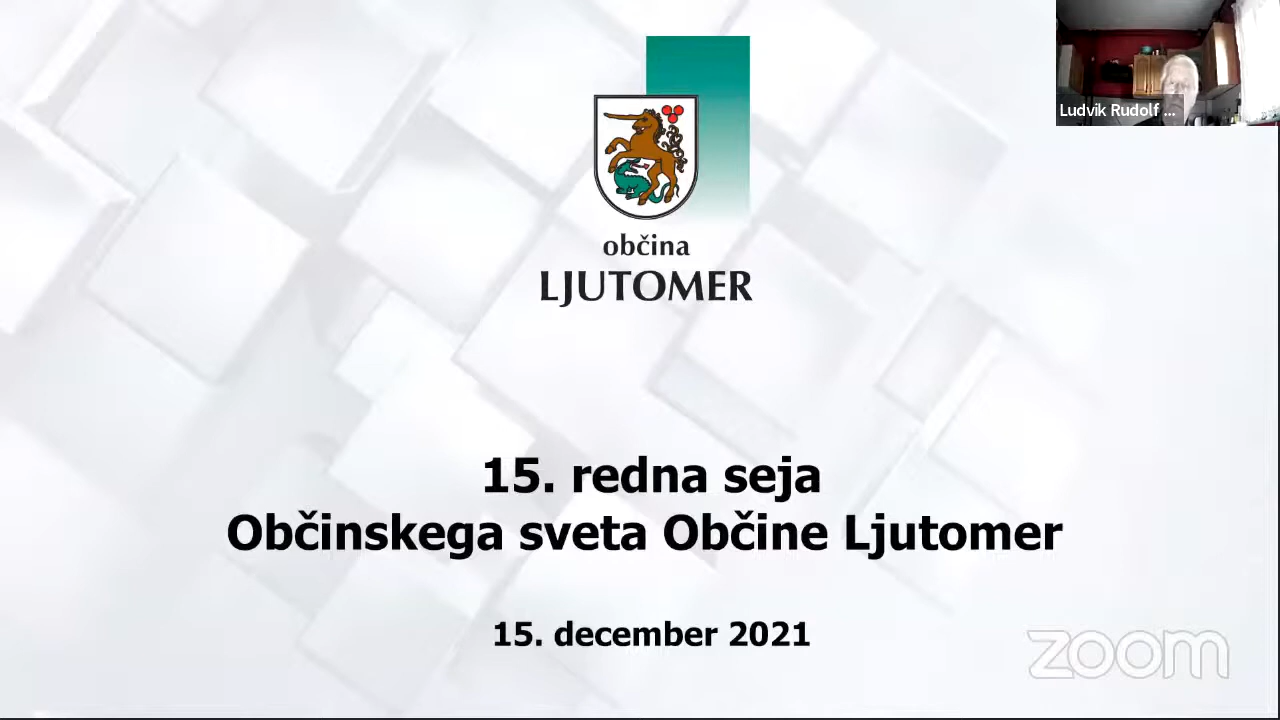 Ludvik Rudolf ...
občina
LJUTOMER
15. redna seja
Občinskega sveta Občine Ljutomer
15. december 2021
zoom